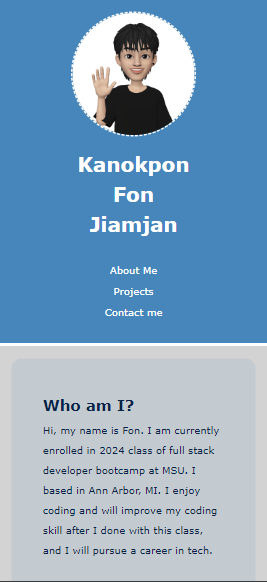 Kanokpon
Fon
Jiamjan
About Me
Projects
Contact me
Who am I?
Hi, my name is Fon. I am currently
enrolled in 2024 class of full stack
developer bootcamp at MSU. I
based in Ann Arbor, MI. I enjoy
coding and will improve my coding
skill after I done with this class,
and I will pursue a career in tech.